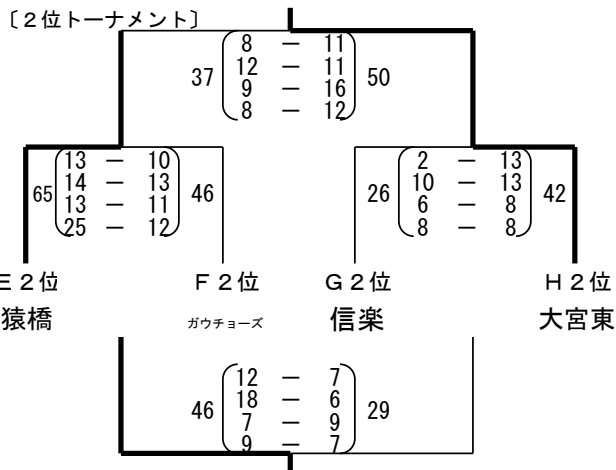 〔２位トーナメント〕
8 － 11
12 － 11
37 9 － 16 50
8 － 12
13 － 10 2 － 13
14 － 13 10 － 13
65 13 － 11 46 26 6 － 8 42
25 － 12 8 － 8
E２位 F２位 G２位 H２位
猿橋 ガウチョーズ 信楽 大宮東
12 － 7
18 － 6
46 7 － 9 29
9 － 7